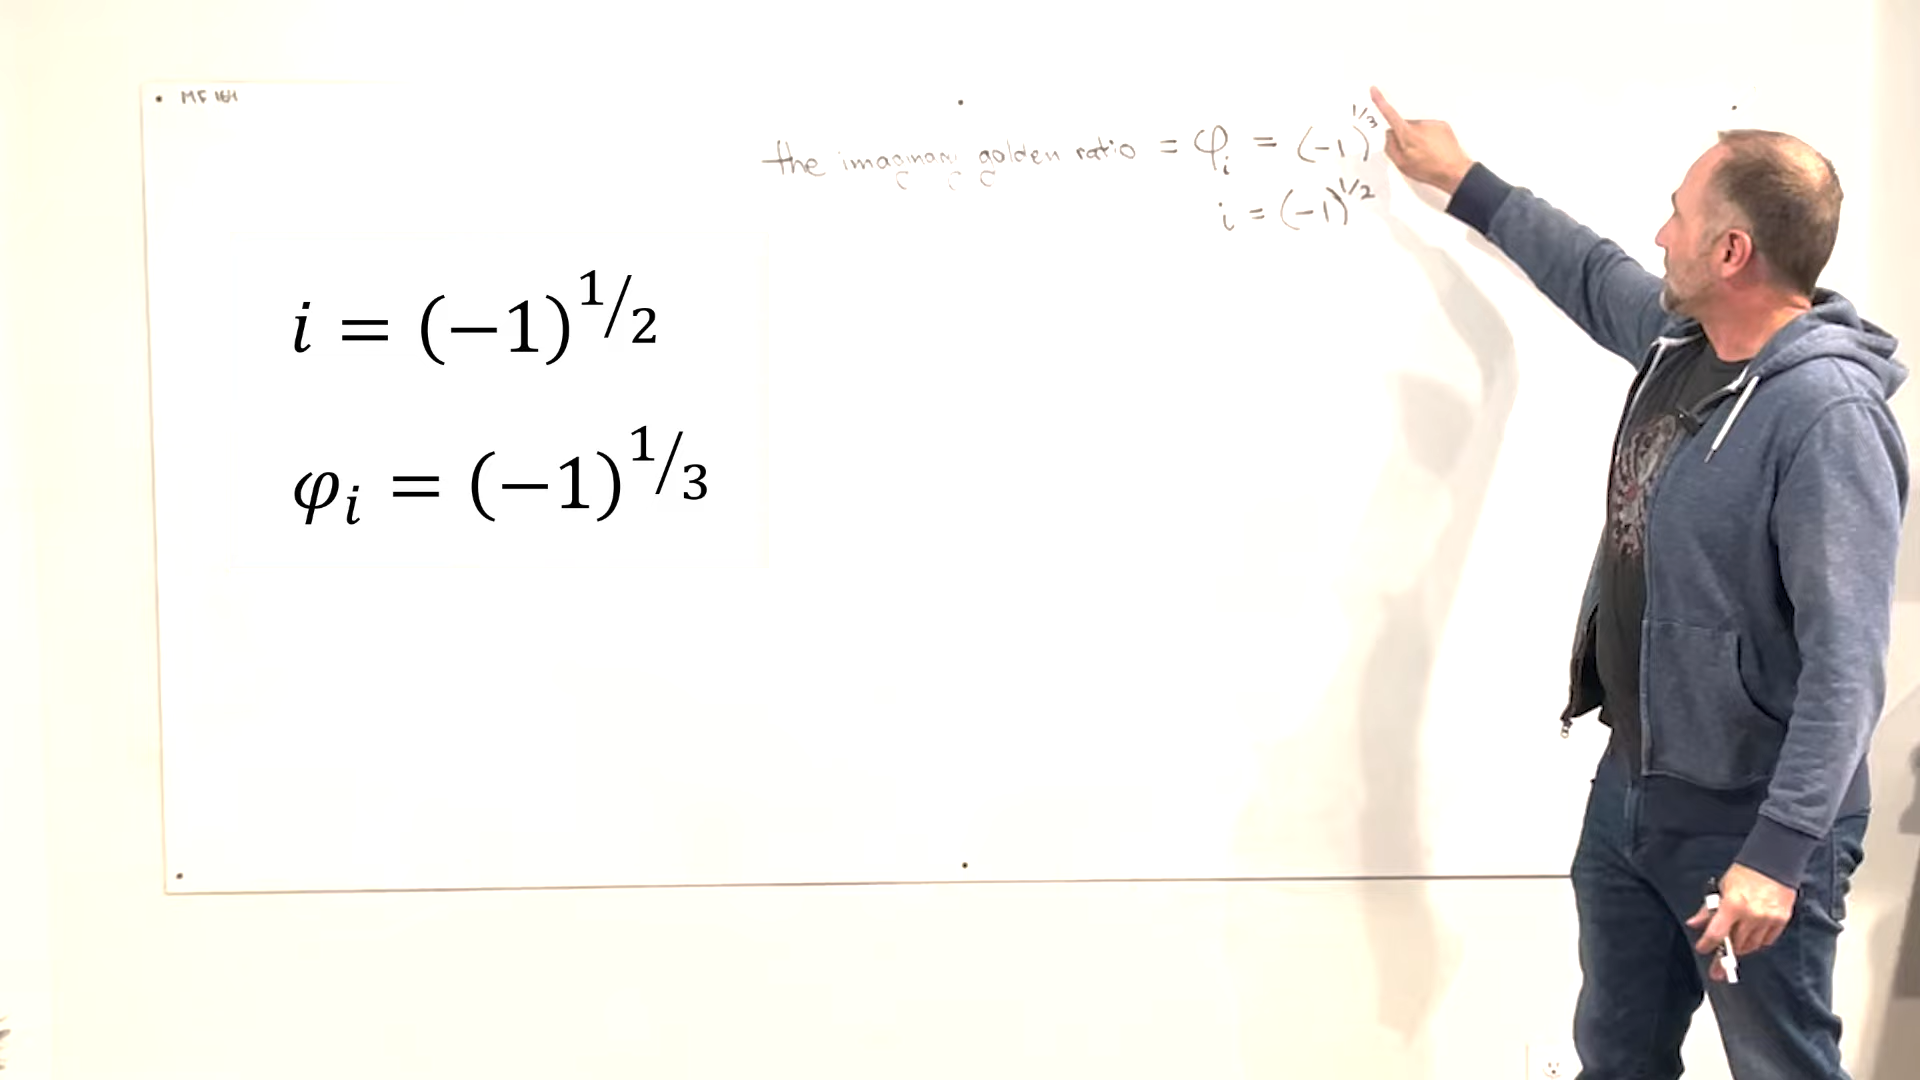 MF 164
the imaginary golden ratio = φᵢ = (-1)^1/3
i = (-1)^1/2
i = (−1)^1/2
φᵢ = (−1)^1/3